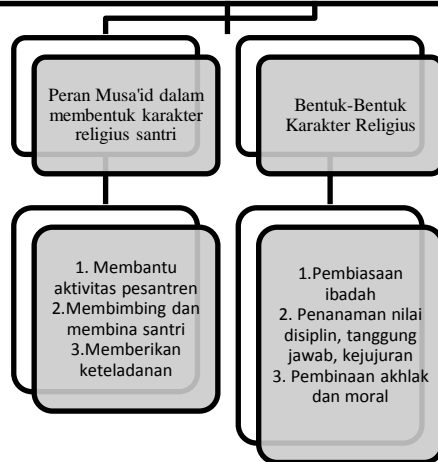 Peran Musa'id dalam
membentuk karakter
religius santri
Bentuk-Bentuk
Karakter Religius
1. Membantu
aktivitas pesantren
2.Membimbing dan
membina santri
3.Memberikan
keteladanan
1.Pembiasaan
ibadah
2. Penanaman nilai
disiplin, tanggung
jawab, kejujuran
3. Pembinaan akhlak
dan moral